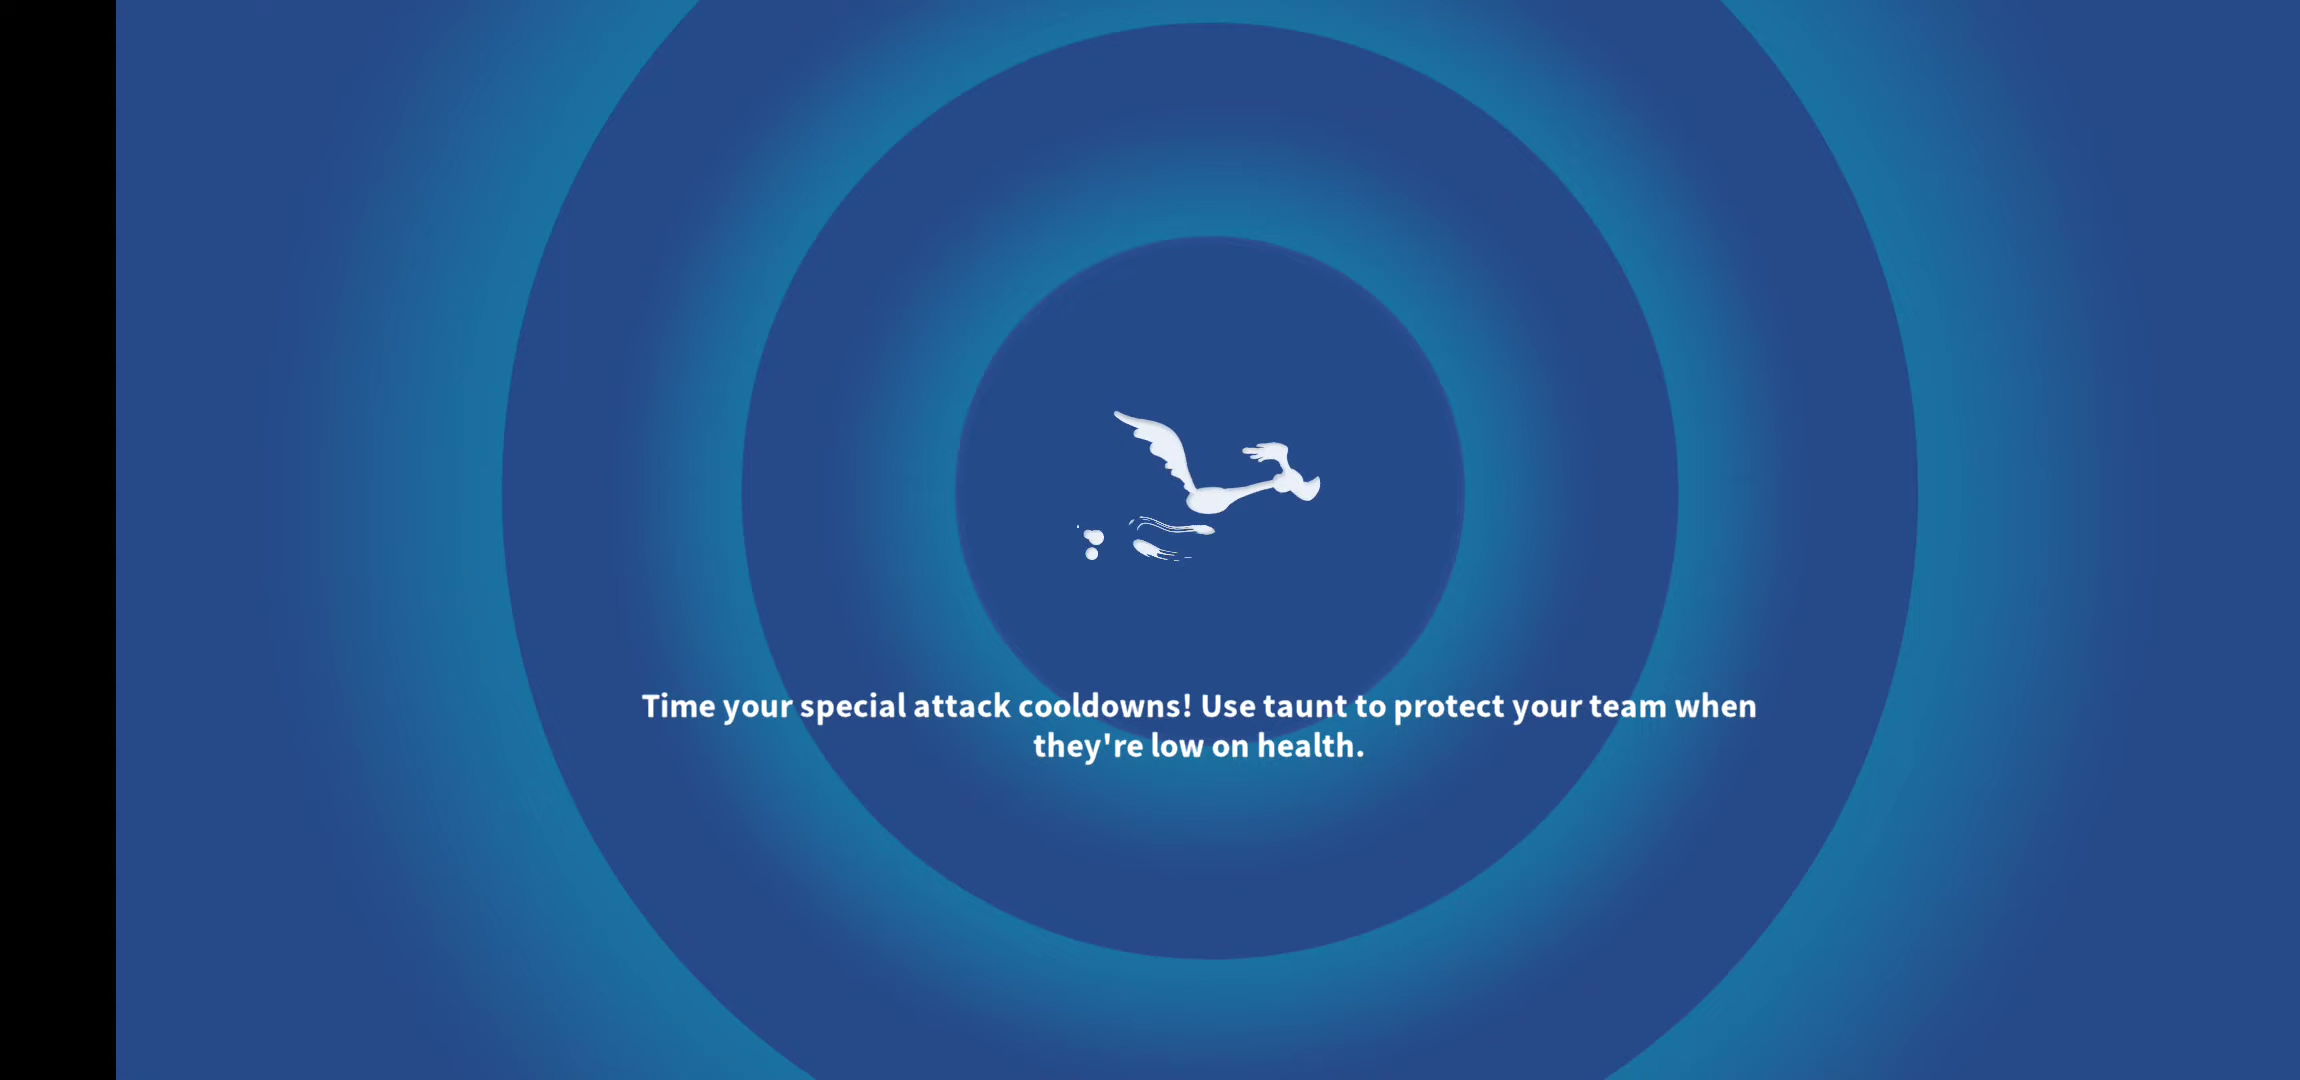 Time your special attack cooldowns! Use taunt to protect your team when
they're low on health.